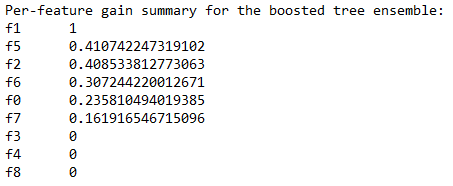 Per-feature gain summary for the boosted tree ensemble:
f1 1
f5 0.410742247319102
f2 0.408533812773063
f6 0.307244220012671
f0 0.235810494019385
f7 0.161916546715096
f3 0
f4 0
f8 0